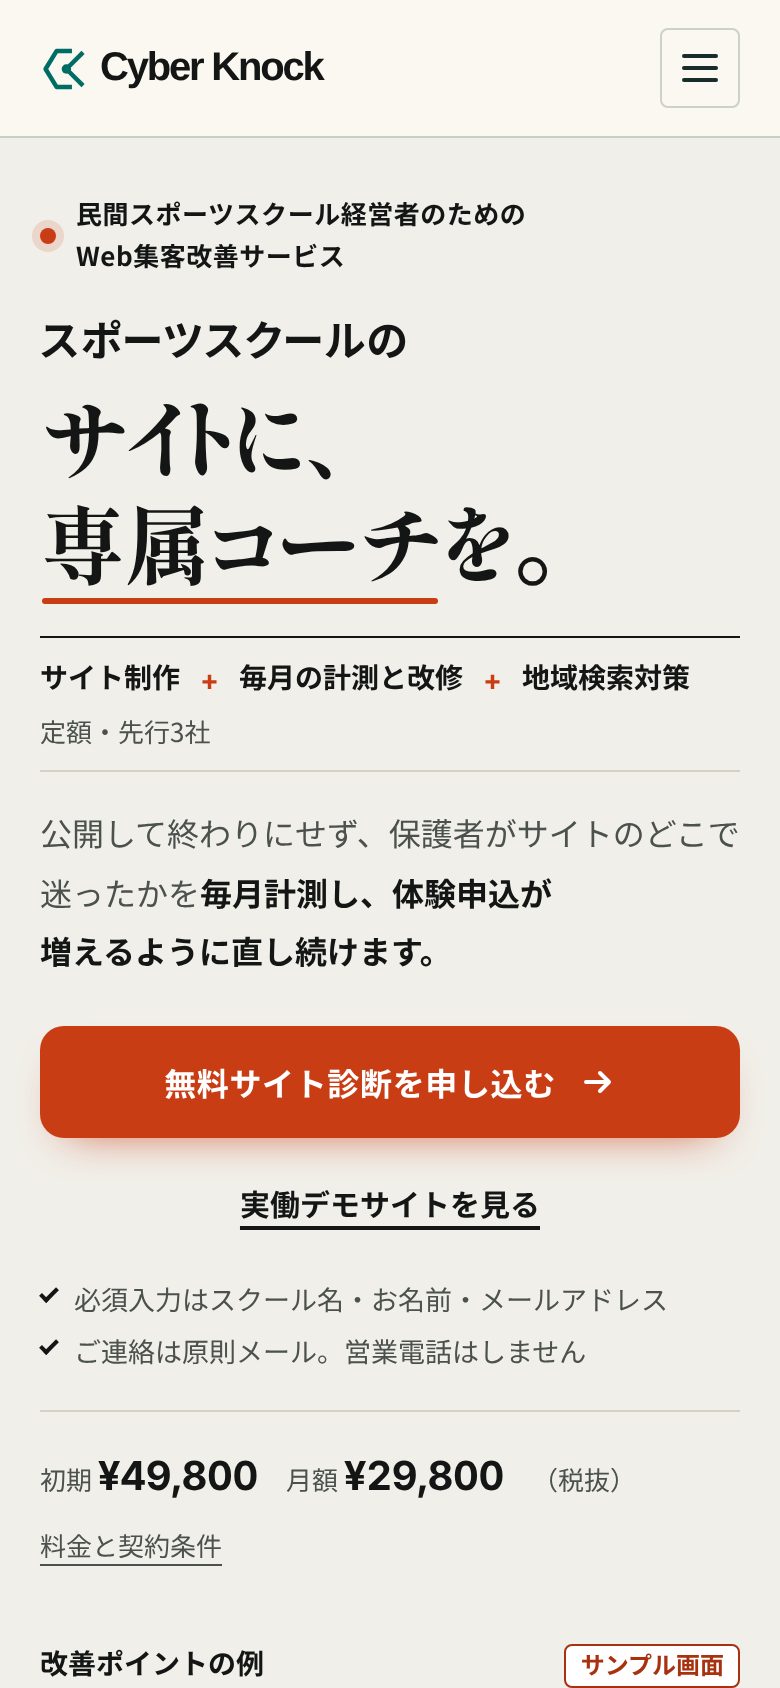 Cyber Knock
民間スポーツスクール経営者のための
Web集客改善サービス
スポーツスクールの
サイトに、
専属コーチを。
サイト制作 + 毎月の計測と改修 + 地域検索対策
定額・先行3社
公開して終わりにせず、保護者がサイトのどこで
迷ったかを毎月計測し、体験申込が
増えるように直し続けます。
無料サイト診断を申し込む →
実働デモサイトを見る
必須入力はスクール名・お名前・メールアドレス
ご連絡は原則メール。営業電話はしません
初期 ¥49,800 月額 ¥29,800 （税抜）
料金と契約条件
改善ポイントの例 サンプル画面